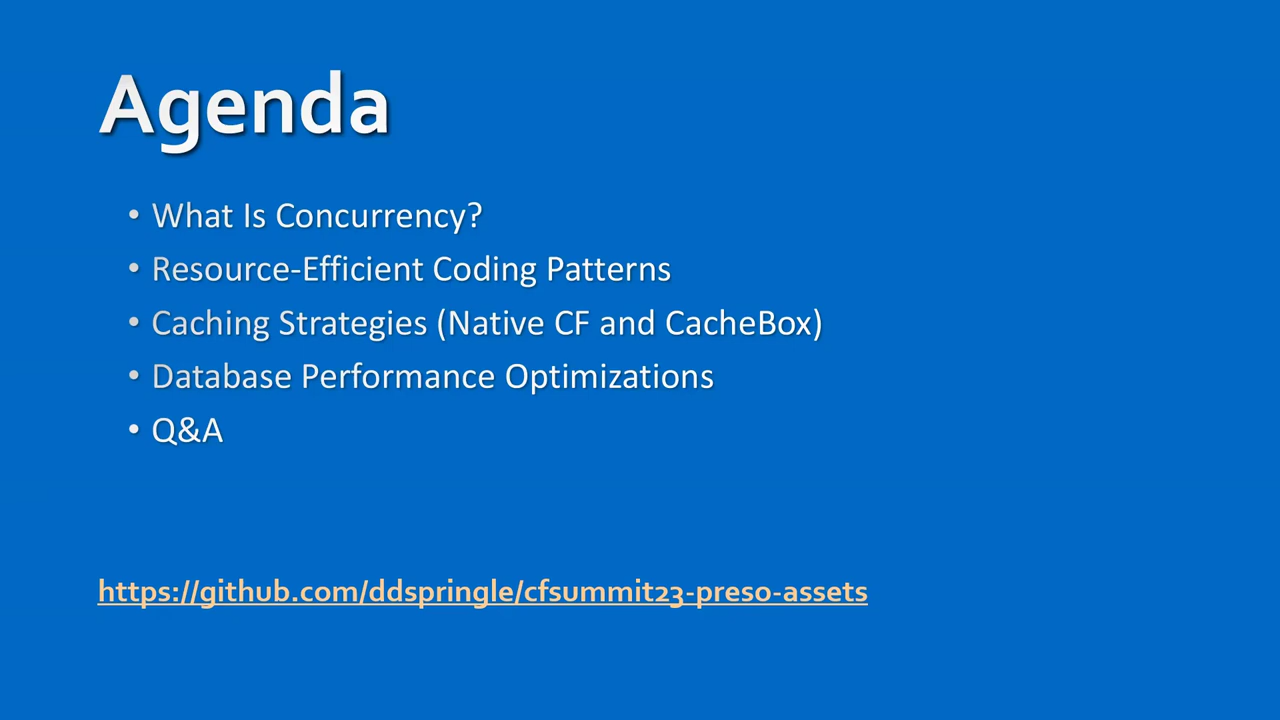 Agenda
• What Is Concurrency?
• Resource-Efficient Coding Patterns
• Caching Strategies (Native CF and CacheBox)
• Database Performance Optimizations
• Q&A
https://github.com/ddspringle/cfsummit23-preso-assets